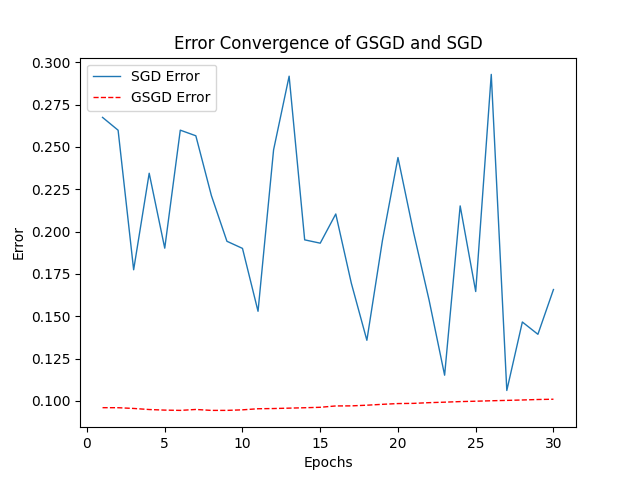 Error Convergence of GSGD and SGD
SGD Error
GSGD Error
0.300
0.275
0.250
0.225
0.200
0.175
0.150
0.125
0.100
Error
0 5 10 15 20 25 30
Epochs